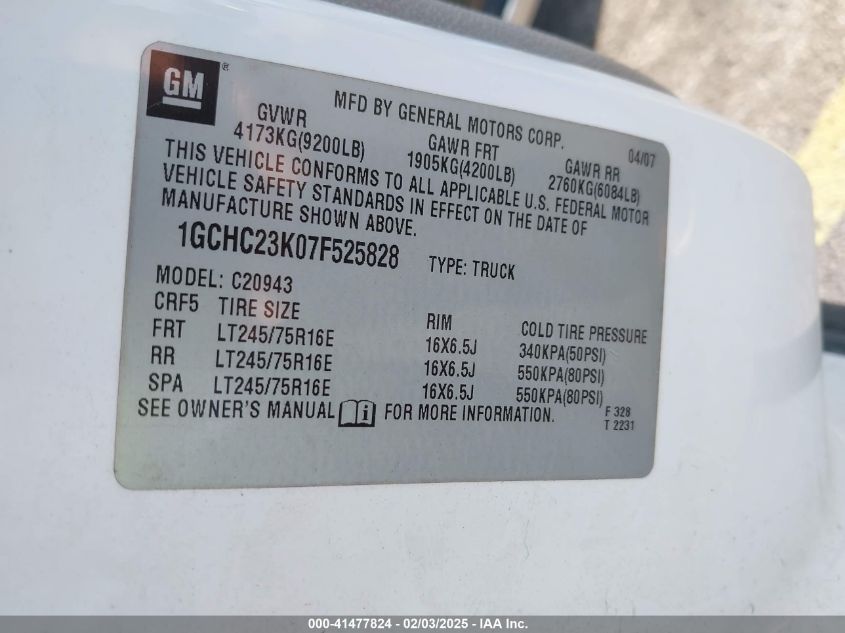 GM ®
MFD BY GENERAL MOTORS CORP. 04/07
GVWR GAWR FRT GAWR RR
4173KG(9200LB) 1905KG(4200LB) 2760KG(6084LB)
THIS VEHICLE CONFORMS TO ALL APPLICABLE U.S. FEDERAL MOTOR
VEHICLE SAFETY STANDARDS IN EFFECT ON THE DATE OF
MANUFACTURE SHOWN ABOVE.
1GCHC23K07F525828 TYPE: TRUCK
MODEL: C20943
CRF5 TIRE SIZE RIM COLD TIRE PRESSURE
FRT LT245/75R16E 16X6.5J 340KPA(50PSI)
RR LT245/75R16E 16X6.5J 550KPA(80PSI)
SPA LT245/75R16E 16X6.5J 550KPA(80PSI)
SEE OWNER'S MANUAL i FOR MORE INFORMATION. F 328
T 2231
000-41477824 - 02/03/2025 - IAA Inc.